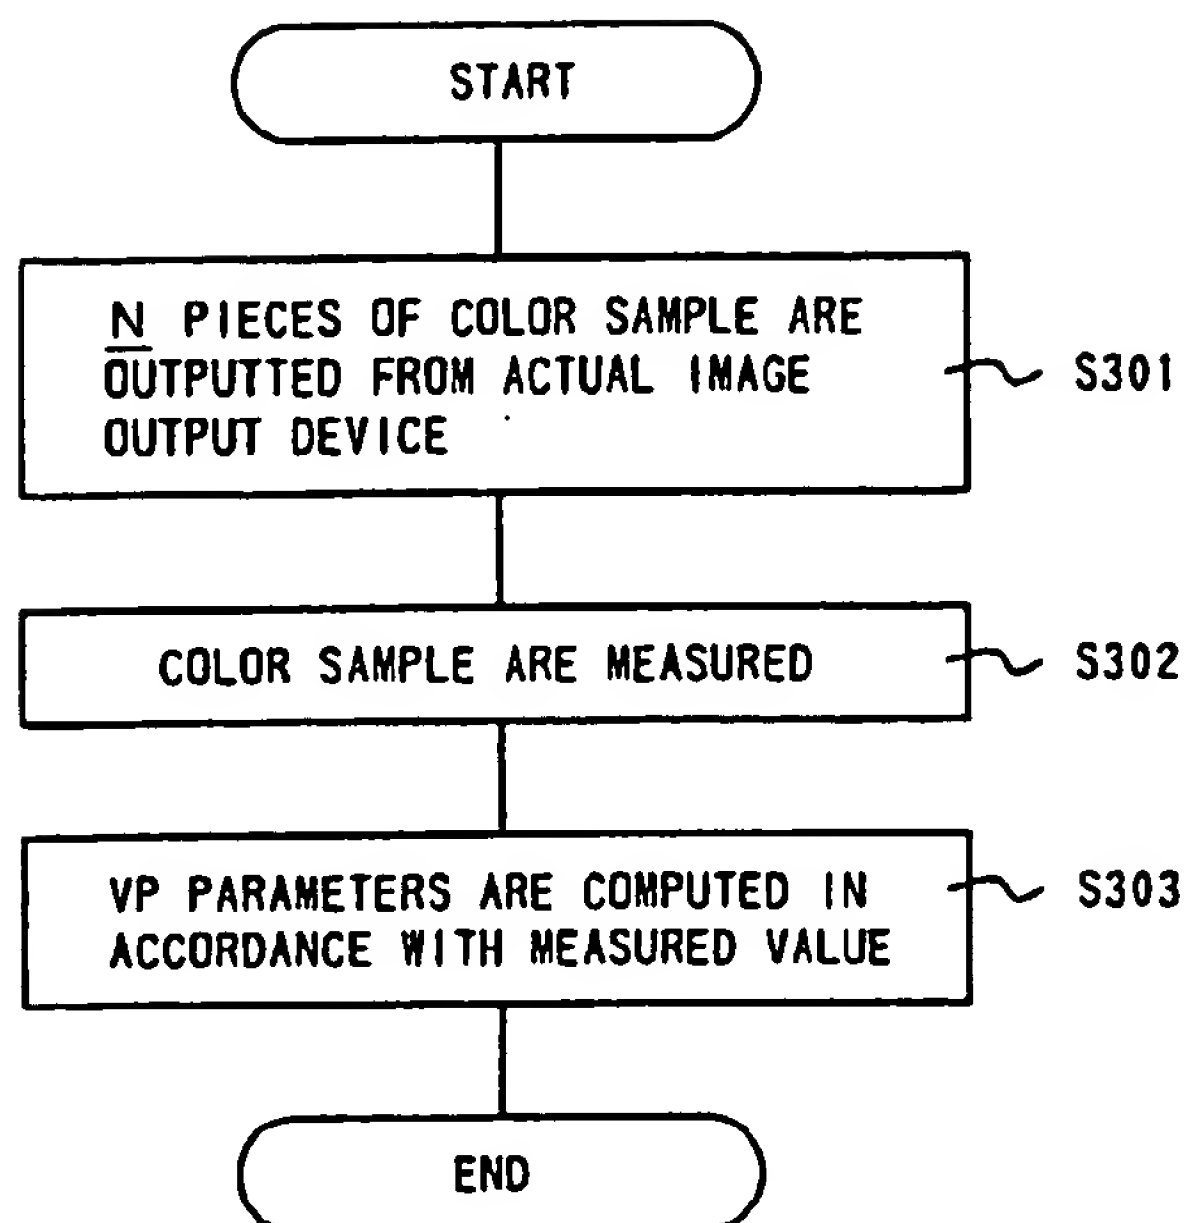 START
N PIECES OF COLOR SAMPLE ARE
OUTPUTTED FROM ACTUAL IMAGE
OUTPUT DEVICE
S301
COLOR SAMPLE ARE MEASURED
S302
VP PARAMETERS ARE COMPUTED IN
ACCORDANCE WITH MEASURED VALUE
S303
END